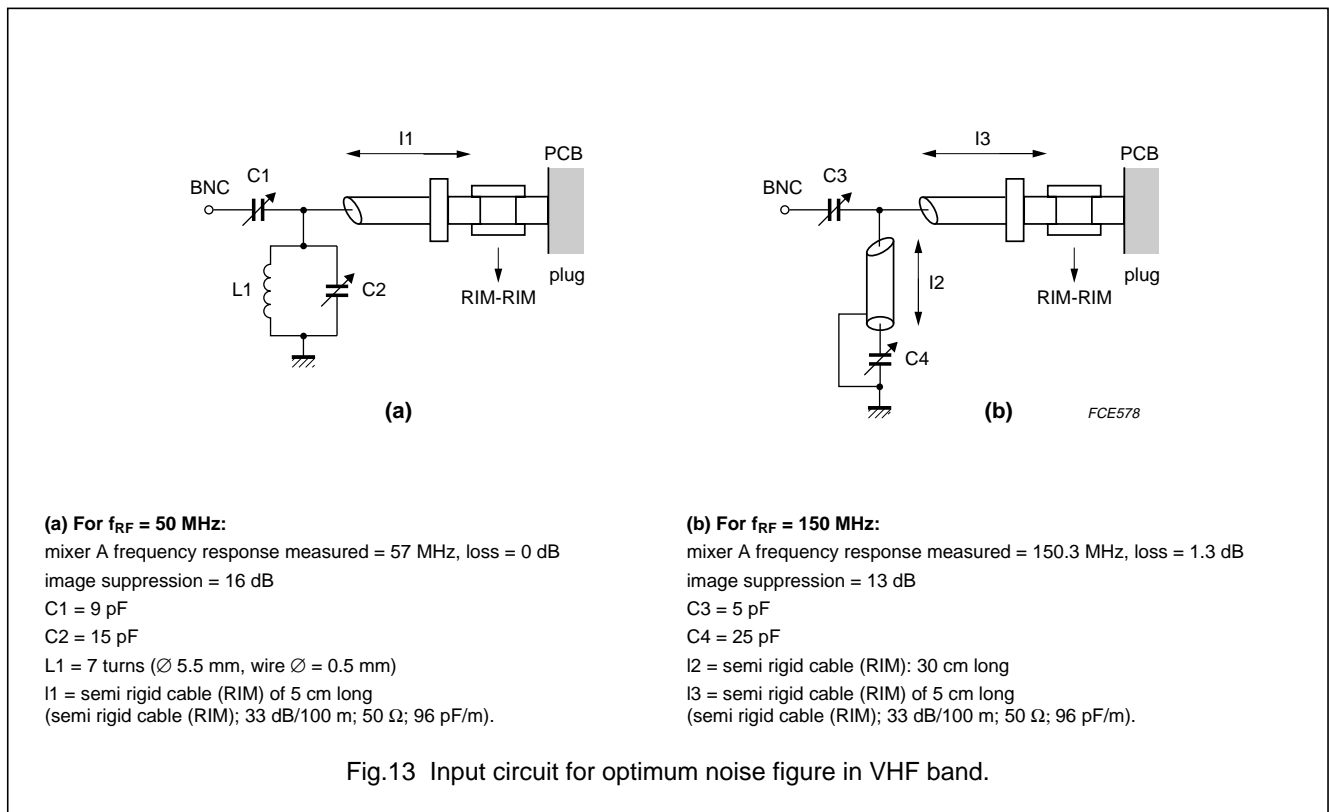 l1
PCB
BNC
C1
L1
C2
RIM-RIM
plug
(a)
l3
PCB
BNC
C3
l2
C4
RIM-RIM
plug
(b)
FCE578
(a) For fRF = 50 MHz:
mixer A frequency response measured = 57 MHz, loss = 0 dB
image suppression = 16 dB
C1 = 9 pF
C2 = 15 pF
L1 = 7 turns (∅ 5.5 mm, wire ∅ = 0.5 mm)
l1 = semi rigid cable (RIM) of 5 cm long
(semi rigid cable (RIM); 33 dB/100 m; 50 Ω; 96 pF/m).
(b) For fRF = 150 MHz:
mixer A frequency response measured = 150.3 MHz, loss = 1.3 dB
image suppression = 13 dB
C3 = 5 pF
C4 = 25 pF
l2 = semi rigid cable (RIM): 30 cm long
l3 = semi rigid cable (RIM) of 5 cm long
(semi rigid cable (RIM); 33 dB/100 m; 50 Ω; 96 pF/m).
Fig.13 Input circuit for optimum noise figure in VHF band.